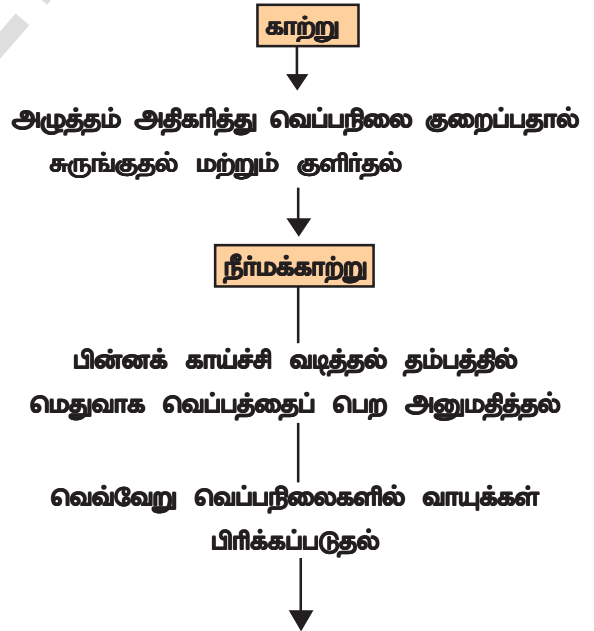 காற்று
அழுத்தம் அதிகரித்து வெப்பநிலை குறைப்பதால்
சுருங்குதல் மற்றும் குளிர்தல்
நீர்மக்காற்று
பின்னக் காய்ச்சி வடித்தல் தம்பத்தில்
மெதுவாக வெப்பத்தைப் பெற அனுமதித்தல்
வெவ்வேறு வெப்பநிலைகளில் வாயுக்கள்
பிரிக்கப்படுதல்